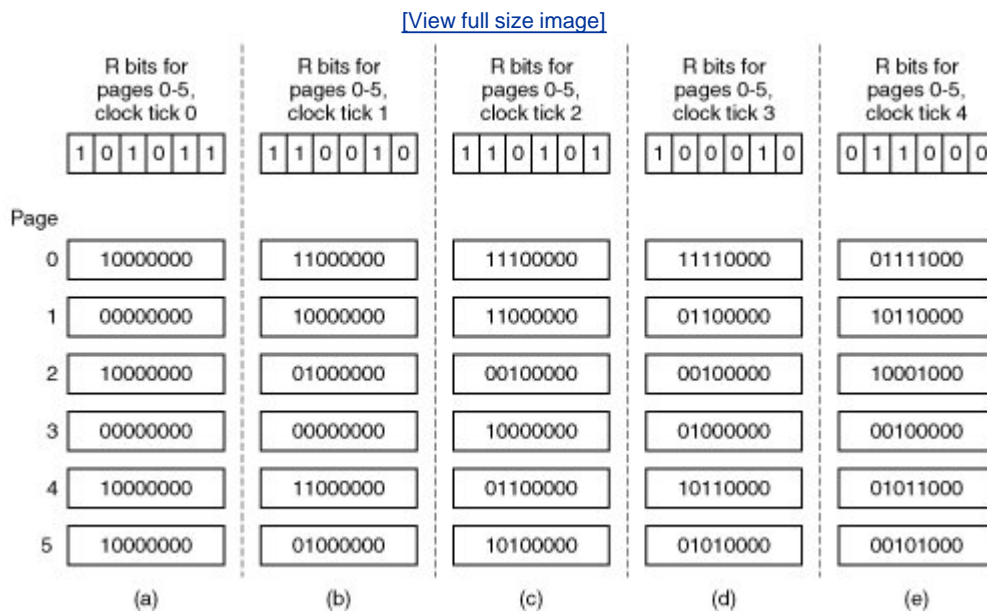 [View full size image]
R bits for pages 0-5, clock tick 0
R bits for pages 0-5, clock tick 1
R bits for pages 0-5, clock tick 2
R bits for pages 0-5, clock tick 3
R bits for pages 0-5, clock tick 4
1 0 1 0 1 1
1 1 0 0 1 0
1 1 0 1 0 1
1 0 0 0 1 0
0 1 1 0 0 0
Page
0 10000000 11000000 11100000 11110000 01111000
1 00000000 10000000 11000000 01100000 10110000
2 10000000 01000000 00100000 00100000 10001000
3 00000000 00000000 10000000 01000000 00100000
4 10000000 11000000 01100000 10110000 01011000
5 10000000 01000000 10100000 01010000 00101000
(a) (b) (c) (d) (e)